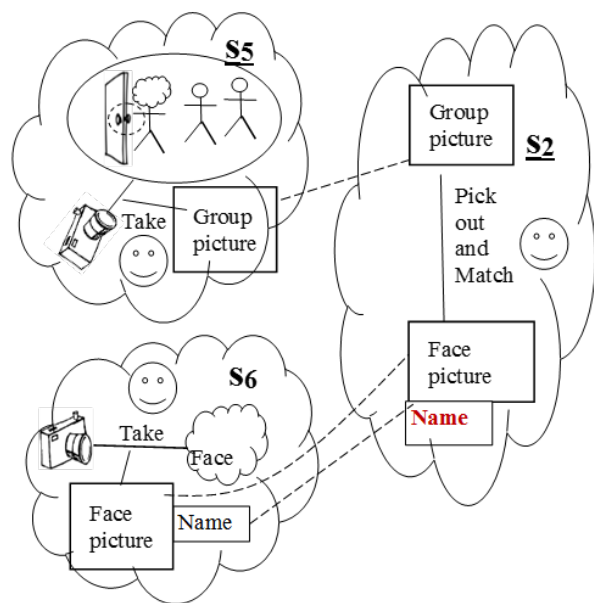 S5
Take
Group
picture
S2
Group
picture
Pick
out
and
Match
Face
picture
Name
S6
Take
Face
Face
picture
Name